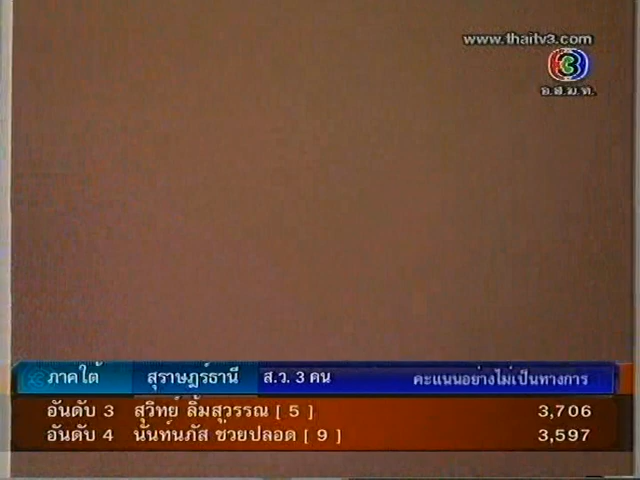 www.thaitv3.com
3
อ.ส.ม.ท.
ภาคใต้ สุราษฎร์ธานี ส.ว. 3 คน คะแนนอย่างไม่เป็นทางการ
อันดับ 3 สุวิทย์ ลิ้มสุวรรณ [ 5 ] 3,706
อันดับ 4 นันท์นภัส ช่วยปลอด [ 9 ] 3,597